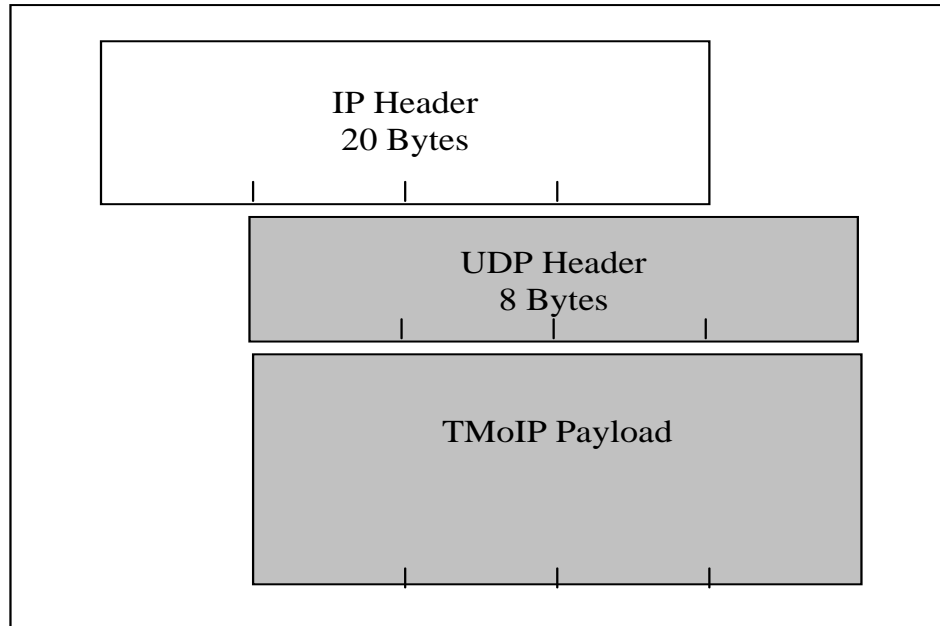 IP Header
20 Bytes
UDP Header
8 Bytes
TMoIP Payload